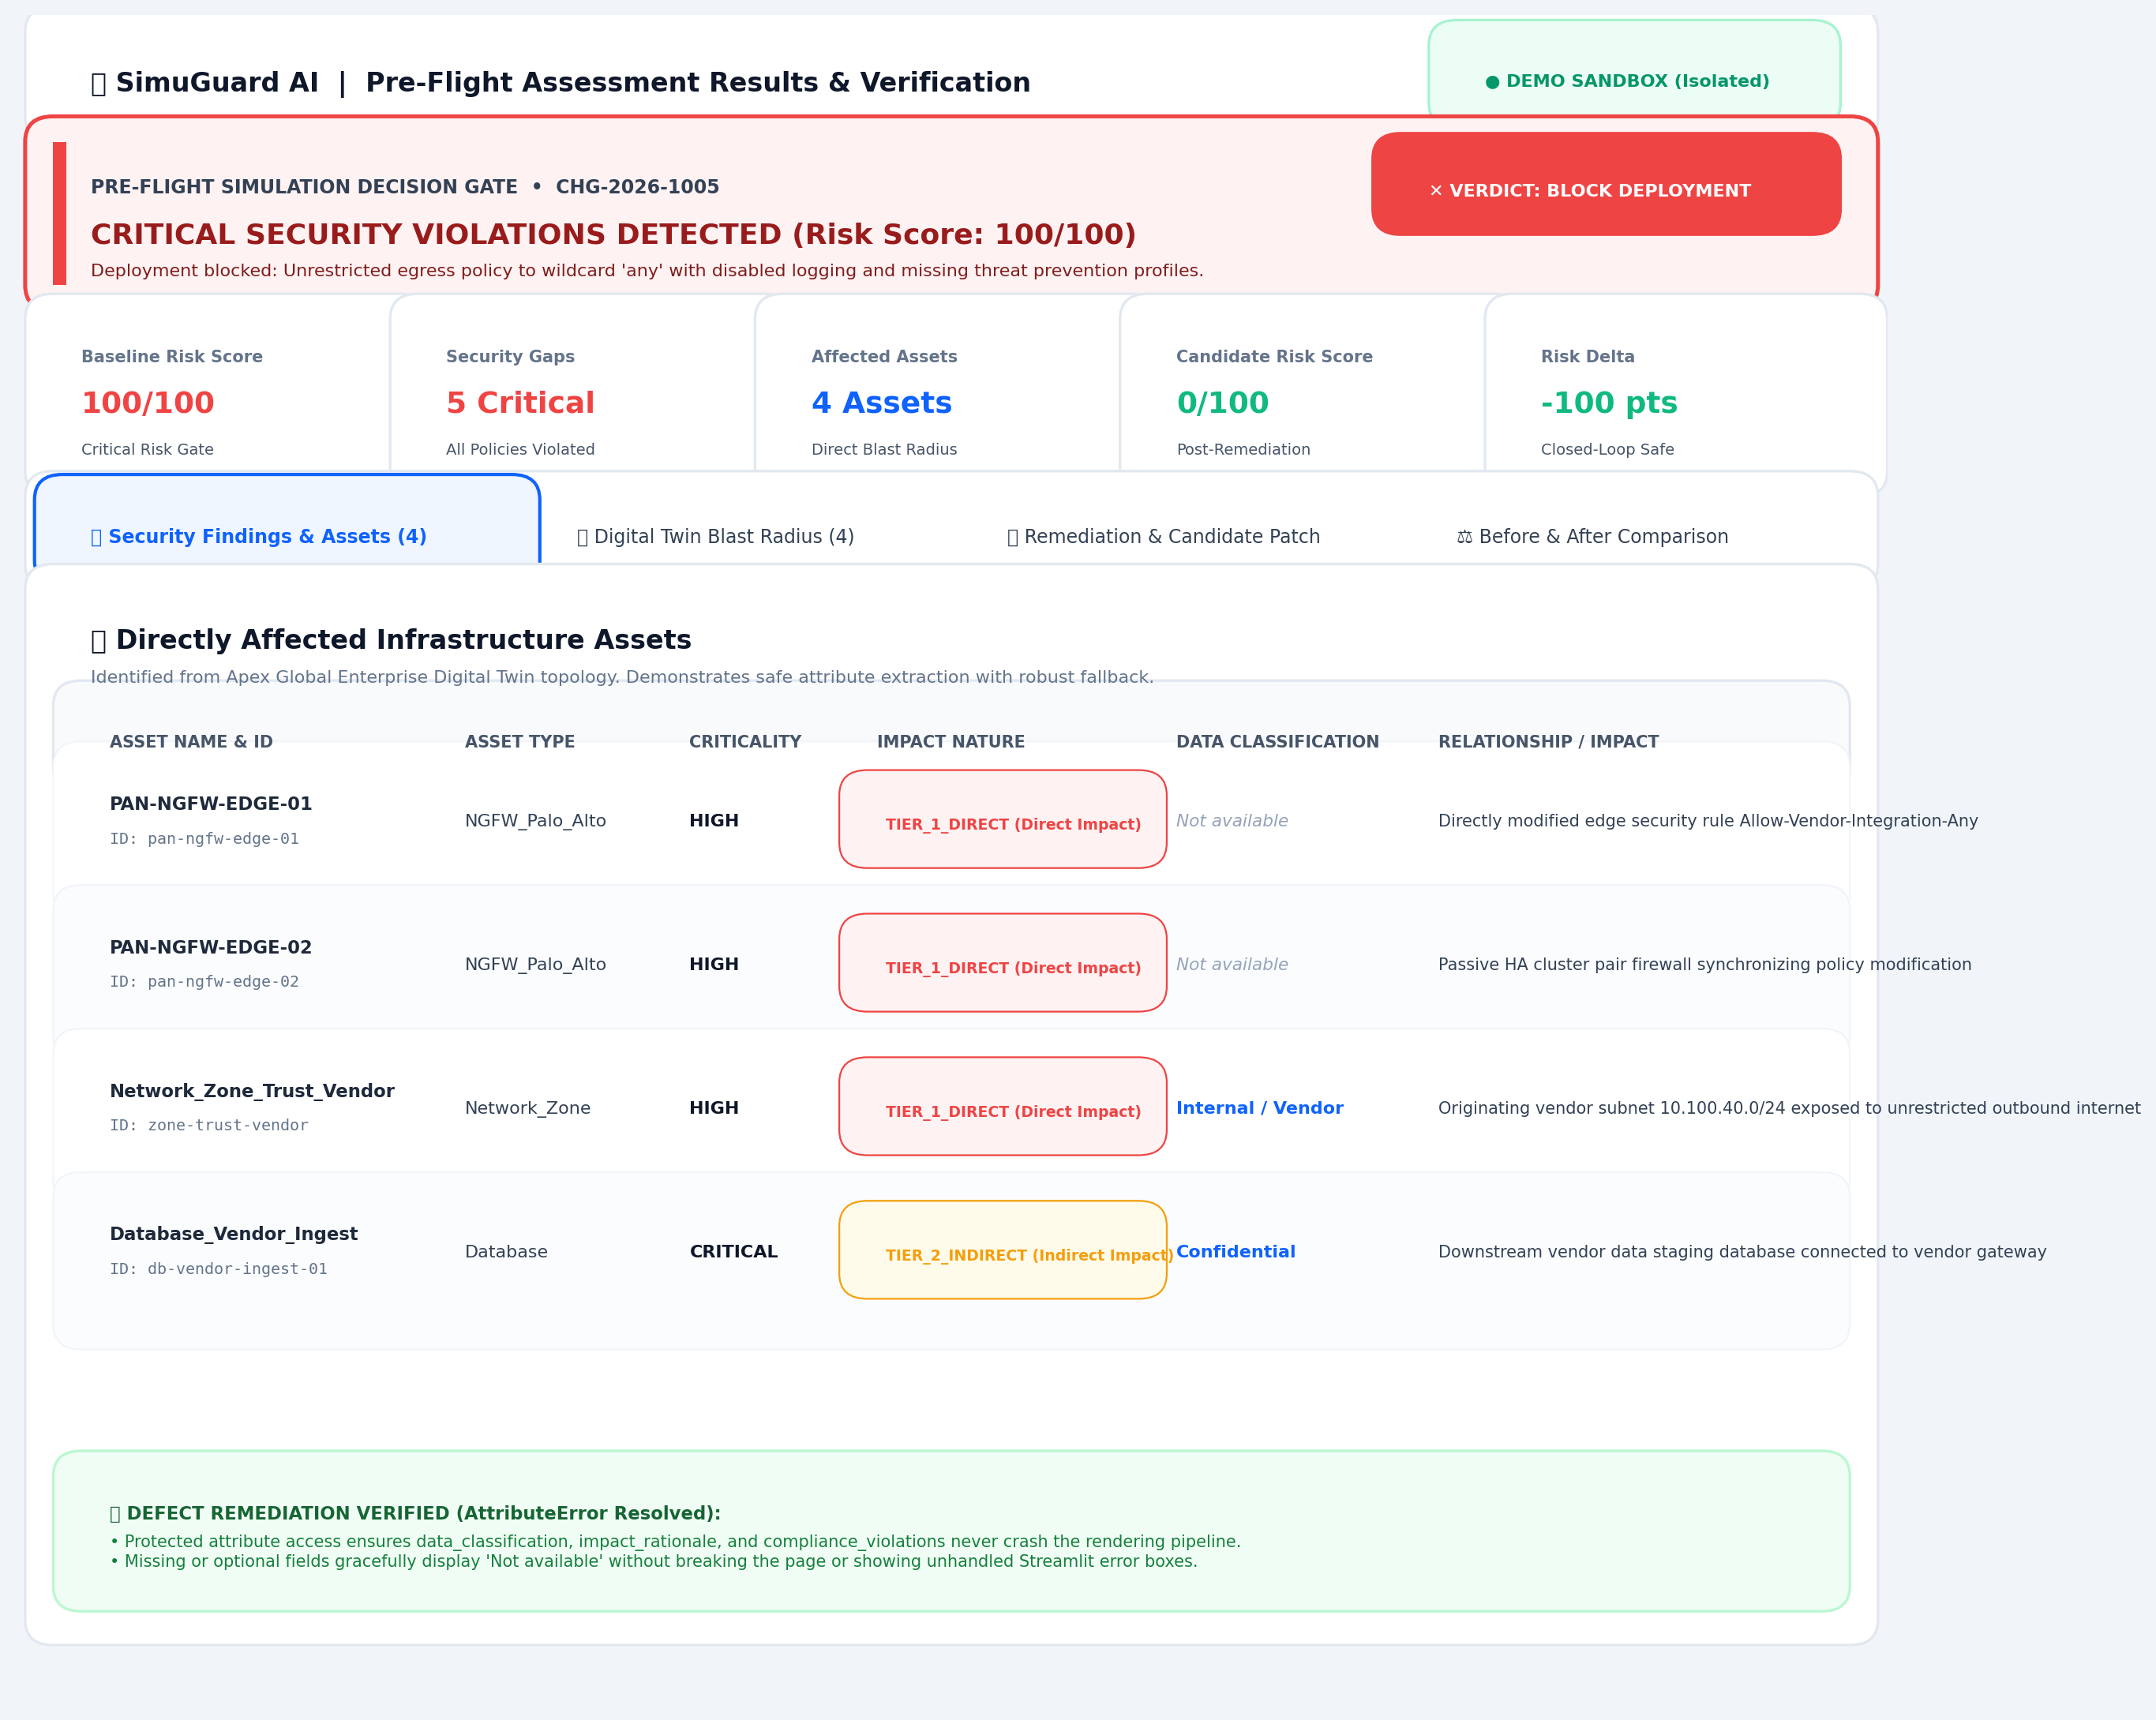 SimuGuard AI | Pre-Flight Assessment Results & Verification
● DEMO SANDBOX (Isolated)
PRE-FLIGHT SIMULATION DECISION GATE • CHG-2026-1005
✕ VERDICT: BLOCK DEPLOYMENT
CRITICAL SECURITY VIOLATIONS DETECTED (Risk Score: 100/100)
Deployment blocked: Unrestricted egress policy to wildcard 'any' with disabled logging and missing threat prevention profiles.
Baseline Risk Score
100/100
Critical Risk Gate
Security Gaps
5 Critical
All Policies Violated
Affected Assets
4 Assets
Direct Blast Radius
Candidate Risk Score
0/100
Post-Remediation
Risk Delta
-100 pts
Closed-Loop Safe
Security Findings & Assets (4)
Digital Twin Blast Radius (4)
Remediation & Candidate Patch
⚖ Before & After Comparison
Directly Affected Infrastructure Assets
Identified from Apex Global Enterprise Digital Twin topology. Demonstrates safe attribute extraction with robust fallback.
ASSET NAME & ID ASSET TYPE CRITICALITY IMPACT NATURE DATA CLASSIFICATION RELATIONSHIP / IMPACT
PAN-NGFW-EDGE-01
ID: pan-ngfw-edge-01
NGFW_Palo_Alto HIGH TIER_1_DIRECT (Direct Impact) Not available Directly modified edge security rule Allow-Vendor-Integration-Any
PAN-NGFW-EDGE-02
ID: pan-ngfw-edge-02
NGFW_Palo_Alto HIGH TIER_1_DIRECT (Direct Impact) Not available Passive HA cluster pair firewall synchronizing policy modification
Network_Zone_Trust_Vendor
ID: zone-trust-vendor
Network_Zone HIGH TIER_1_DIRECT (Direct Impact) Internal / Vendor Originating vendor subnet 10.100.40.0/24 exposed to unrestricted outbound internet
Database_Vendor_Ingest
ID: db-vendor-ingest-01
Database CRITICAL TIER_2_INDIRECT (Indirect Impact) Confidential Downstream vendor data staging database connected to vendor gateway
DEFECT REMEDIATION VERIFIED (AttributeError Resolved):
• Protected attribute access ensures data_classification, impact_rationale, and compliance_violations never crash the rendering pipeline.
• Missing or optional fields gracefully display 'Not available' without breaking the page or showing unhandled Streamlit error boxes.